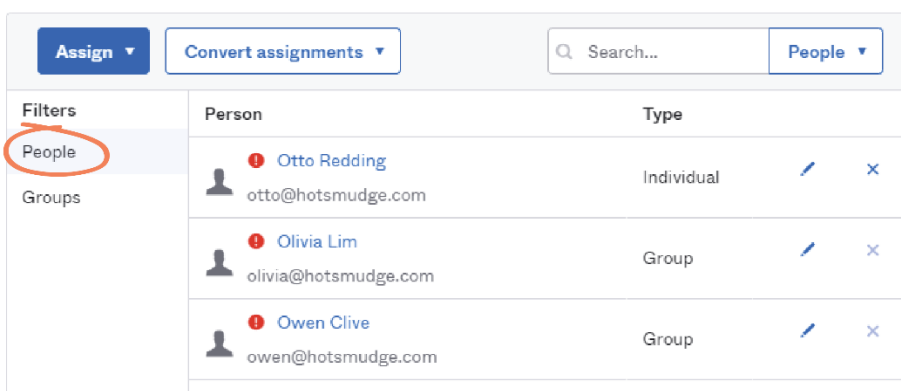 Assign Convert assignments Search... People
Filters Person Type
People
Groups
Otto Redding
otto@hotsmudge.com Individual
Olivia Lim
olivia@hotsmudge.com Group
Owen Clive
owen@hotsmudge.com Group